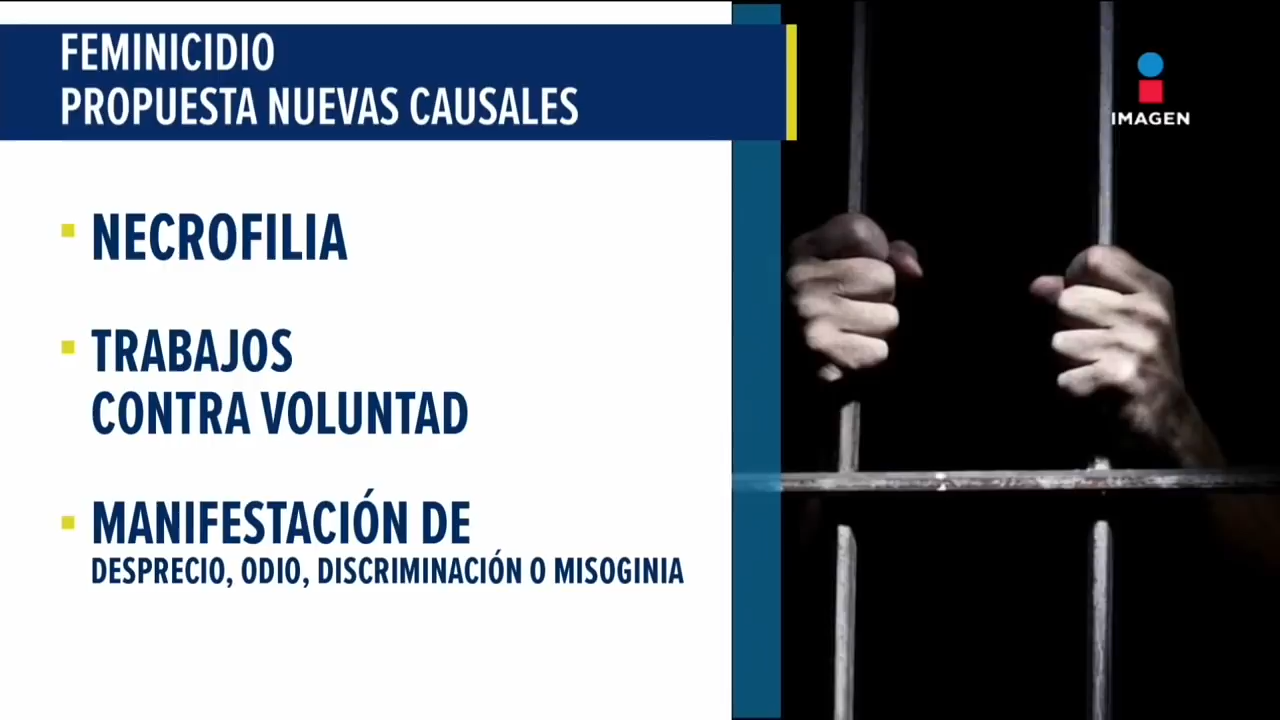 FEMINICIDIO
PROPUESTA NUEVAS CAUSALES
IMAGEN
NECROFILIA
TRABAJOS
CONTRA VOLUNTAD
MANIFESTACIÓN DE
DESPRECIO, ODIO, DISCRIMINACIÓN O MISOGINIA